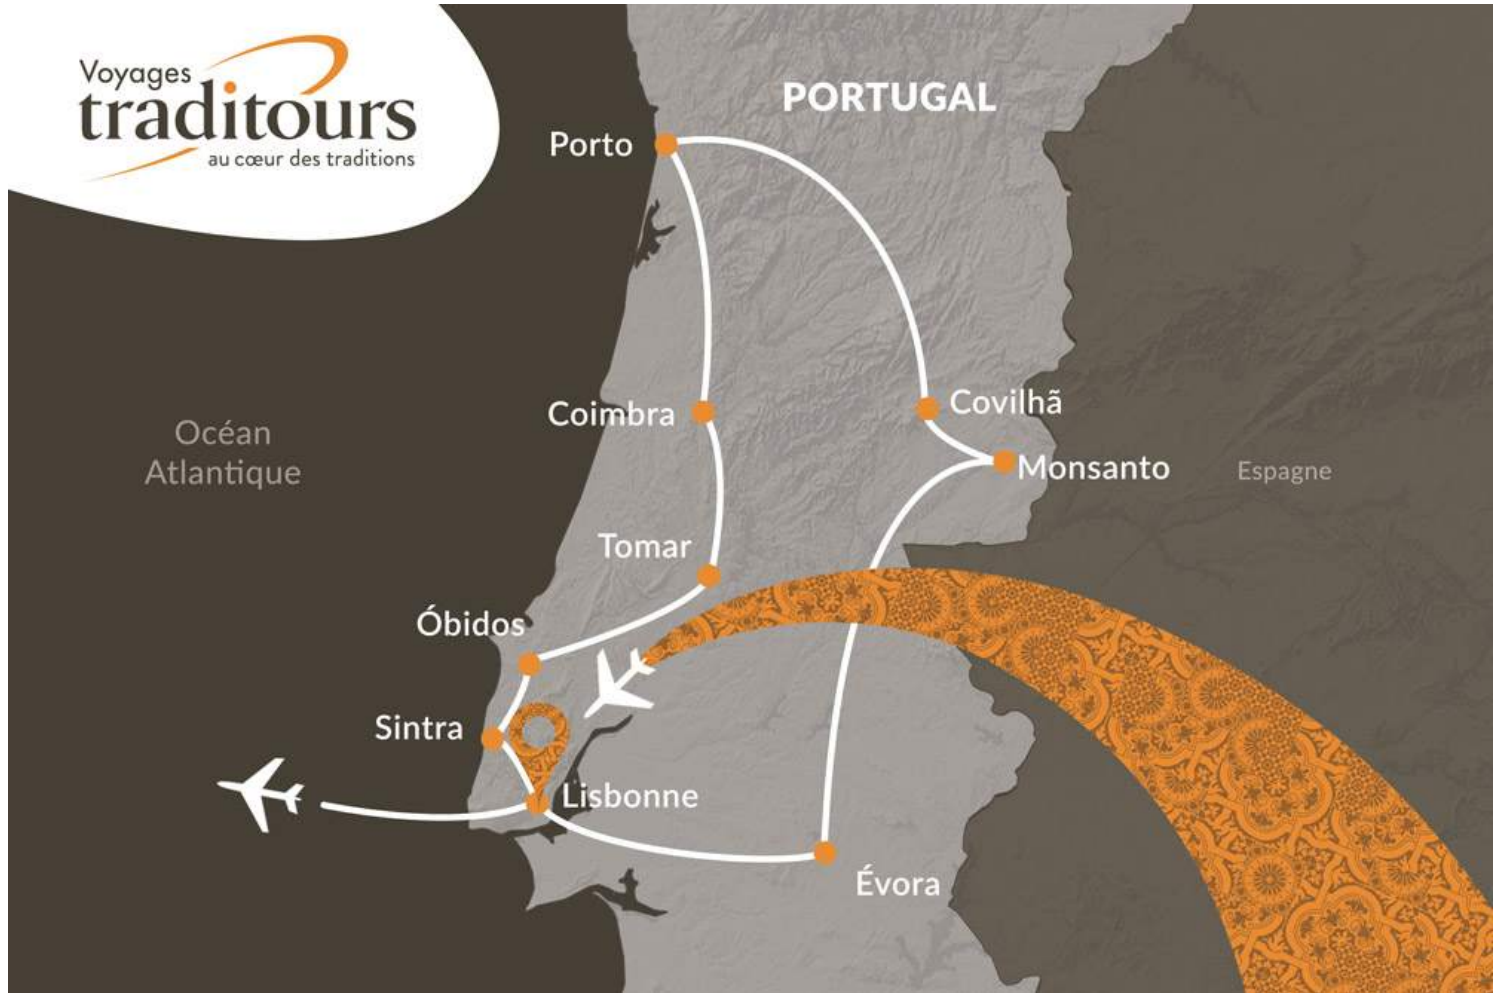 Voyages
traditours
au cœur des traditions
PORTUGAL
Porto
Covilhã
Coimbra
Océan
Atlantique
Monsanto
Espagne
Tomar
Óbidos
Sintra
Lisbonne
Évora